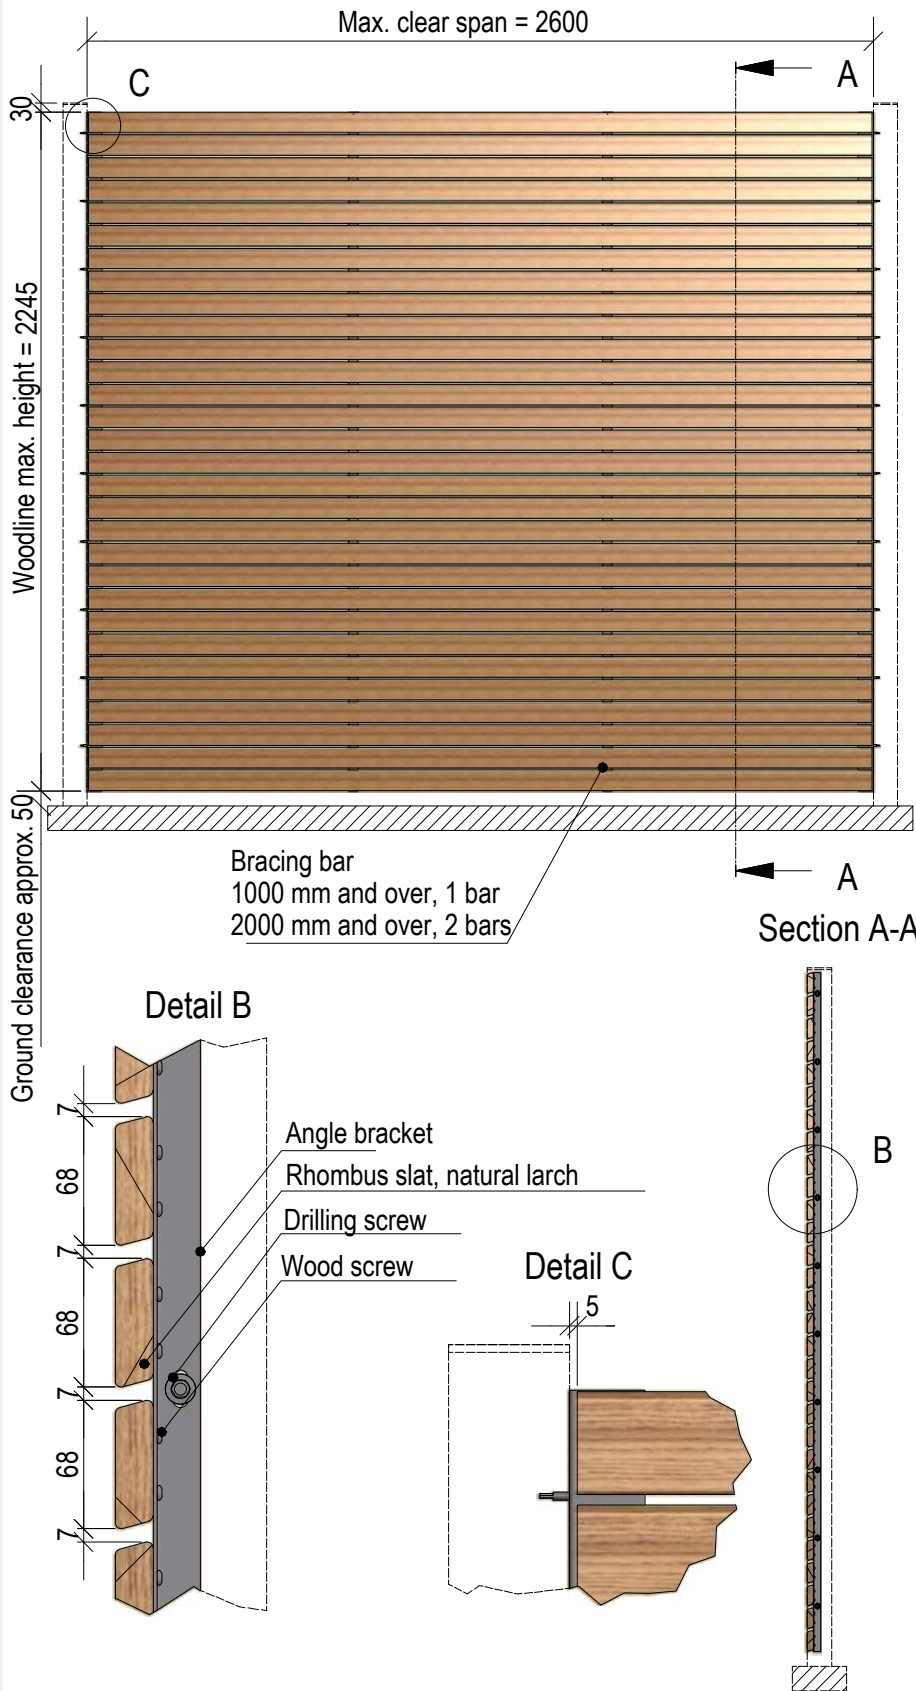 Max. clear span = 2600
C
A
30
Woodline max. height = 2245
Ground clearance approx. 50
Bracing bar
1000 mm and over, 1 bar
2000 mm and over, 2 bars
A
Section A-A
Detail B
7
68
7
68
7
68
7
Angle bracket
Rhombus slat, natural larch
Drilling screw
Wood screw
Detail C
5
B